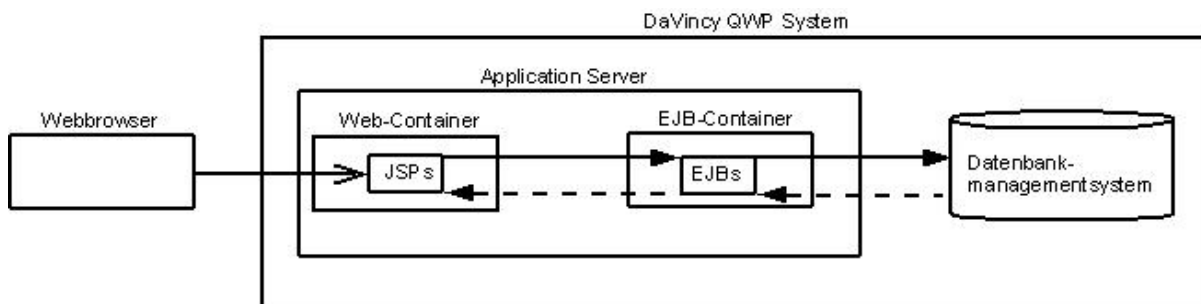 DaVincy QWP System
Application Server
Webbrowser
Web-Container
EJB-Container
JSPs
EJBs
Datenbank-
managementsystem